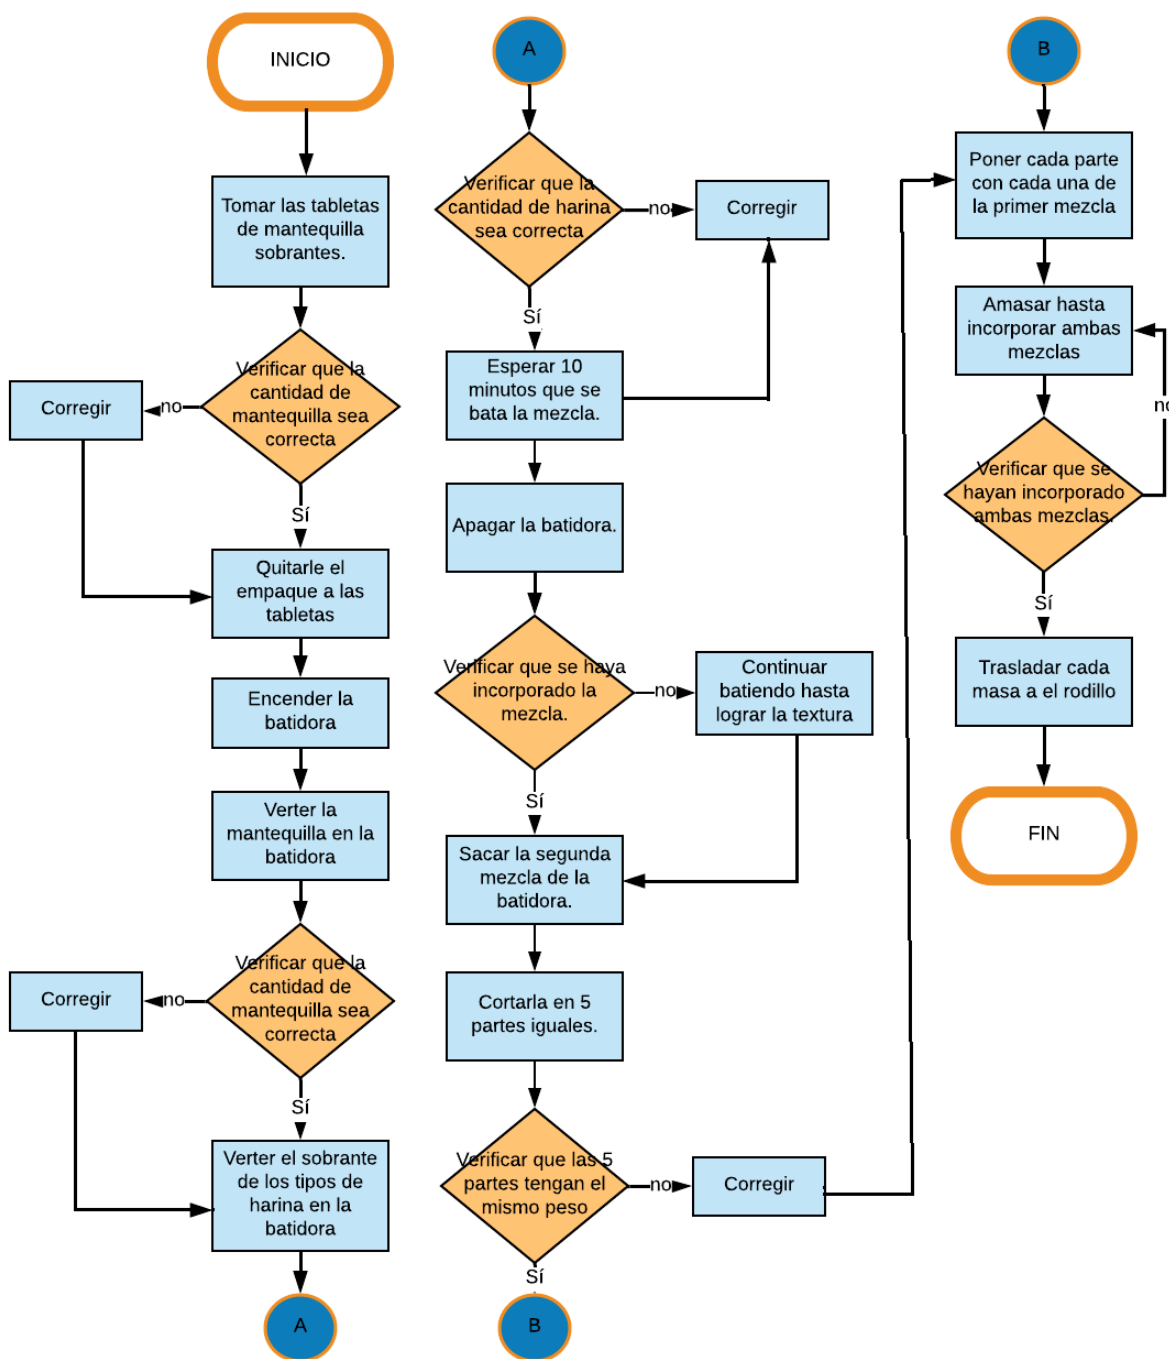 INICIO
Tomar las tabletas
de mantequilla
sobrantes.
Verificar que la
cantidad de
mantequilla sea
correcta
no
Corregir
Sí
Quitarle el
empaque a las
tabletas
Encender la
batidora
Verter la
mantequilla en la
batidora
Verificar que la
cantidad de
mantequilla sea
correcta
no
Corregir
Sí
Verter el sobrante
de los tipos de
harina en la
batidora
A
A
Verificar que la
cantidad de harina
sea correcta
no
Corregir
Sí
Esperar 10
minutos que se
bata la mezcla.
Apagar la batidora.
Verificar que se haya
incorporado la
mezcla.
no
Continuar
batiendo hasta
lograr la textura
Sí
Sacar la segunda
mezcla de la
batidora.
Cortarla en 5
partes iguales.
Verificar que las 5
partes tengan el
mismo peso
no
Corregir
Sí
B
B
Poner cada parte
con cada una de
la primer mezcla
Amasar hasta
incorporar ambas
mezclas
no
Verificar que se
hayan incorporado
ambas mezclas.
Sí
Trasladar cada
masa a el rodillo
FIN